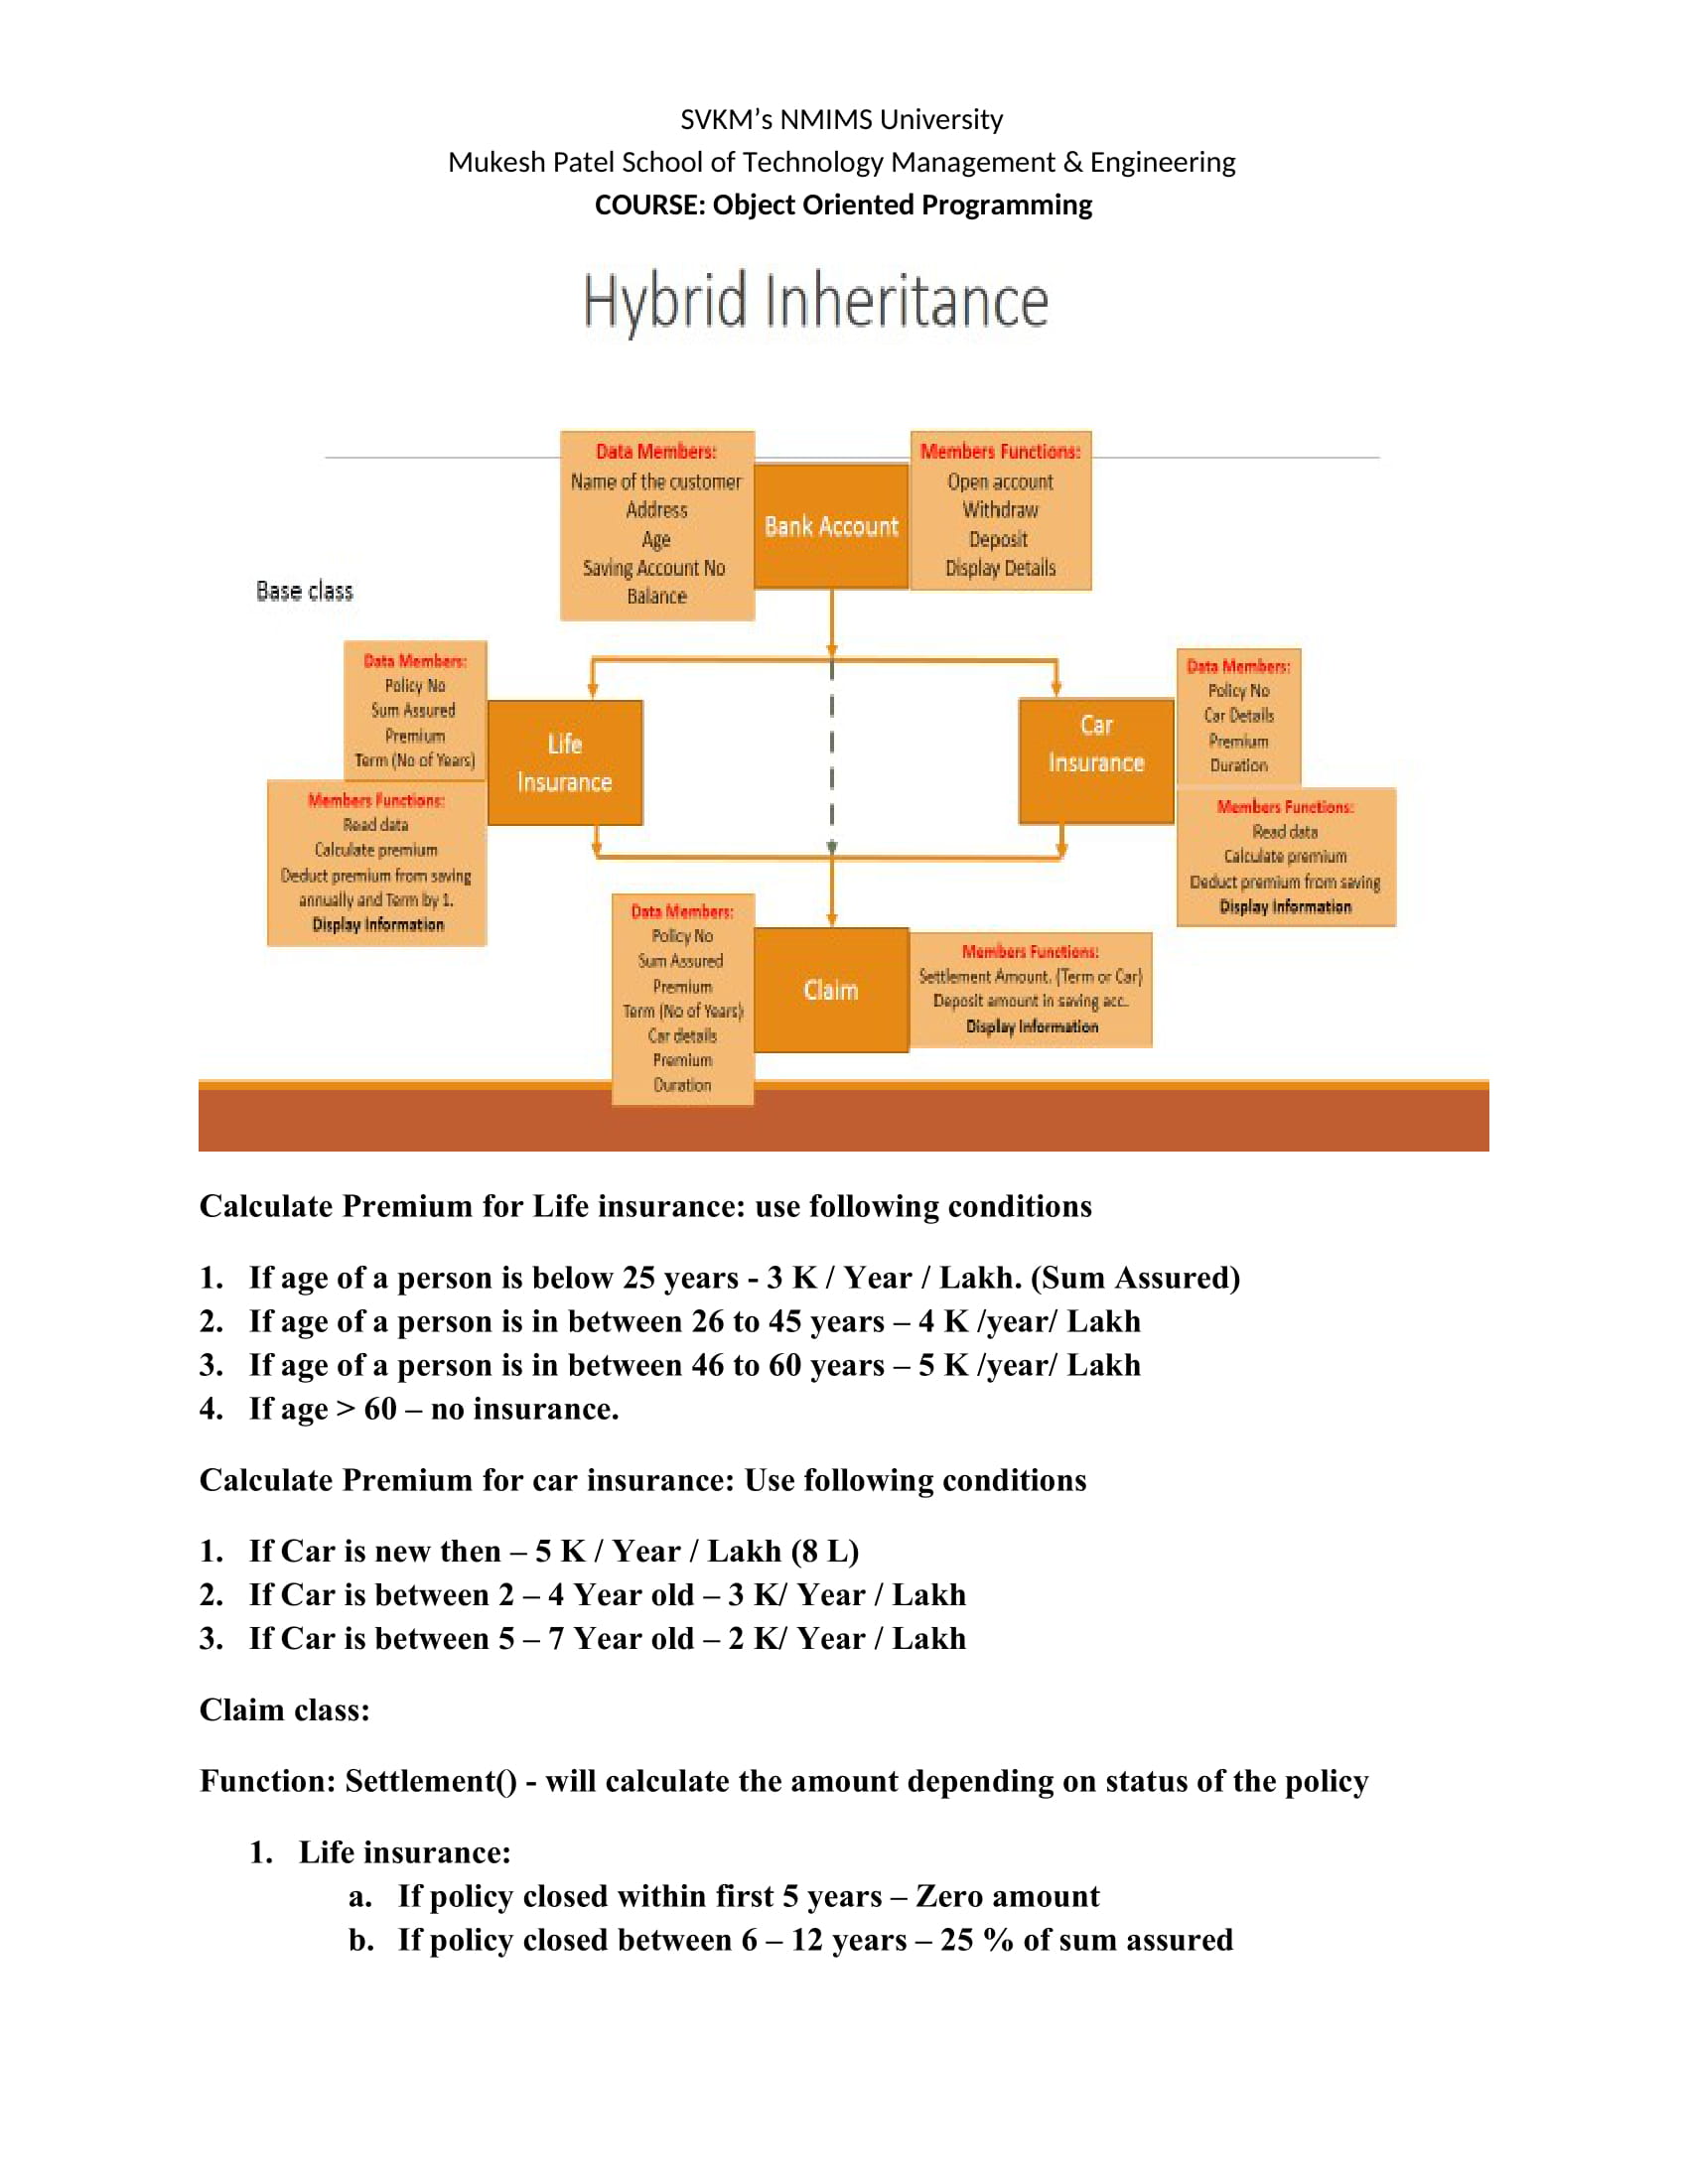 SVKM’s NMIMS University
Mukesh Patel School of Technology Management & Engineering
COURSE: Object Oriented Programming
Hybrid Inheritance
Data Members:
Name of the customer
Address
Age
Saving Account No
Balance
Bank Account
Members Functions:
Open account
Withdraw
Deposit
Display Details
Base class
Data Members:
Policy No
Sum Assured
Premium
Term (No of Years)
Members Functions:
Read data
Calculate premium
Deduct premium from saving
annually and Term by 1.
Display Information
Life
Insurance
Car
Insurance
Data Members:
Policy No
Car Details
Premium
Duration
Members Functions:
Read data
Calculate premium
Deduct premium from saving
Display Information
Data Members:
Policy No
Sum Assured
Premium
Term (No of Years)
Car details
Premium
Duration
Claim
Members Functions:
Settlement Amount. (Term or Car)
Deposit amount in saving acc.
Display Information
Calculate Premium for Life insurance: use following conditions
1. If age of a person is below 25 years - 3 K / Year / Lakh. (Sum Assured)
2. If age of a person is in between 26 to 45 years – 4 K /year/ Lakh
3. If age of a person is in between 46 to 60 years – 5 K /year/ Lakh
4. If age > 60 – no insurance.
Calculate Premium for car insurance: Use following conditions
1. If Car is new then – 5 K / Year / Lakh (8 L)
2. If Car is between 2 – 4 Year old – 3 K/ Year / Lakh
3. If Car is between 5 – 7 Year old – 2 K/ Year / Lakh
Claim class:
Function: Settlement() - will calculate the amount depending on status of the policy
1. Life insurance:
a. If policy closed within first 5 years – Zero amount
b. If policy closed between 6 – 12 years – 25 % of sum assured